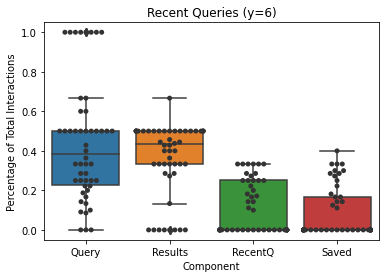 Recent Queries (y=6)
1.0
0.8
0.6
0.4
0.2
0.0
Percentage of Total Interactions
Query Results RecentQ Saved
Component